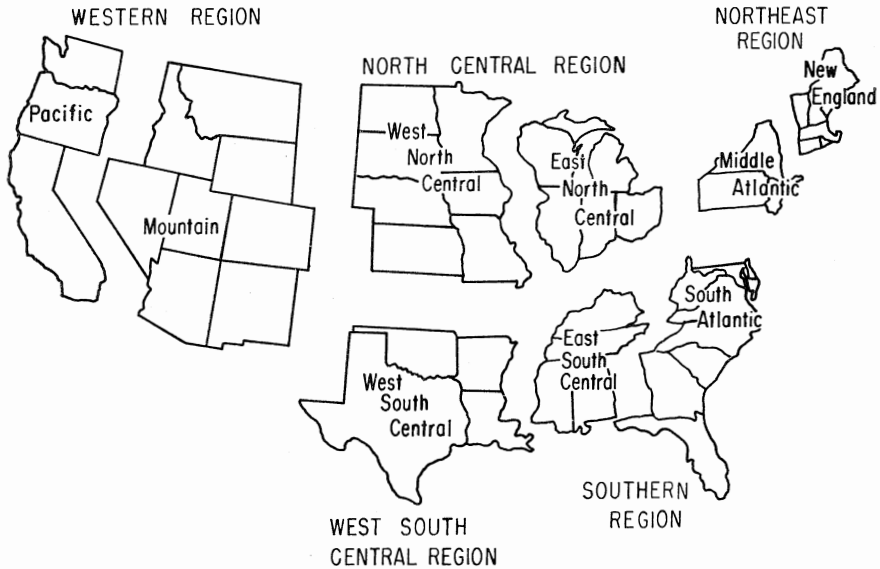 WESTERN REGION
NORTHEAST
REGION
NORTH CENTRAL REGION
New
England
Pacific
West
North
Central
East
North
Central
Middle
Atlantic
Mountain
South
Atlantic
East
South
Central
West
South
Central
SOUTHERN
REGION
WEST SOUTH
CENTRAL REGION